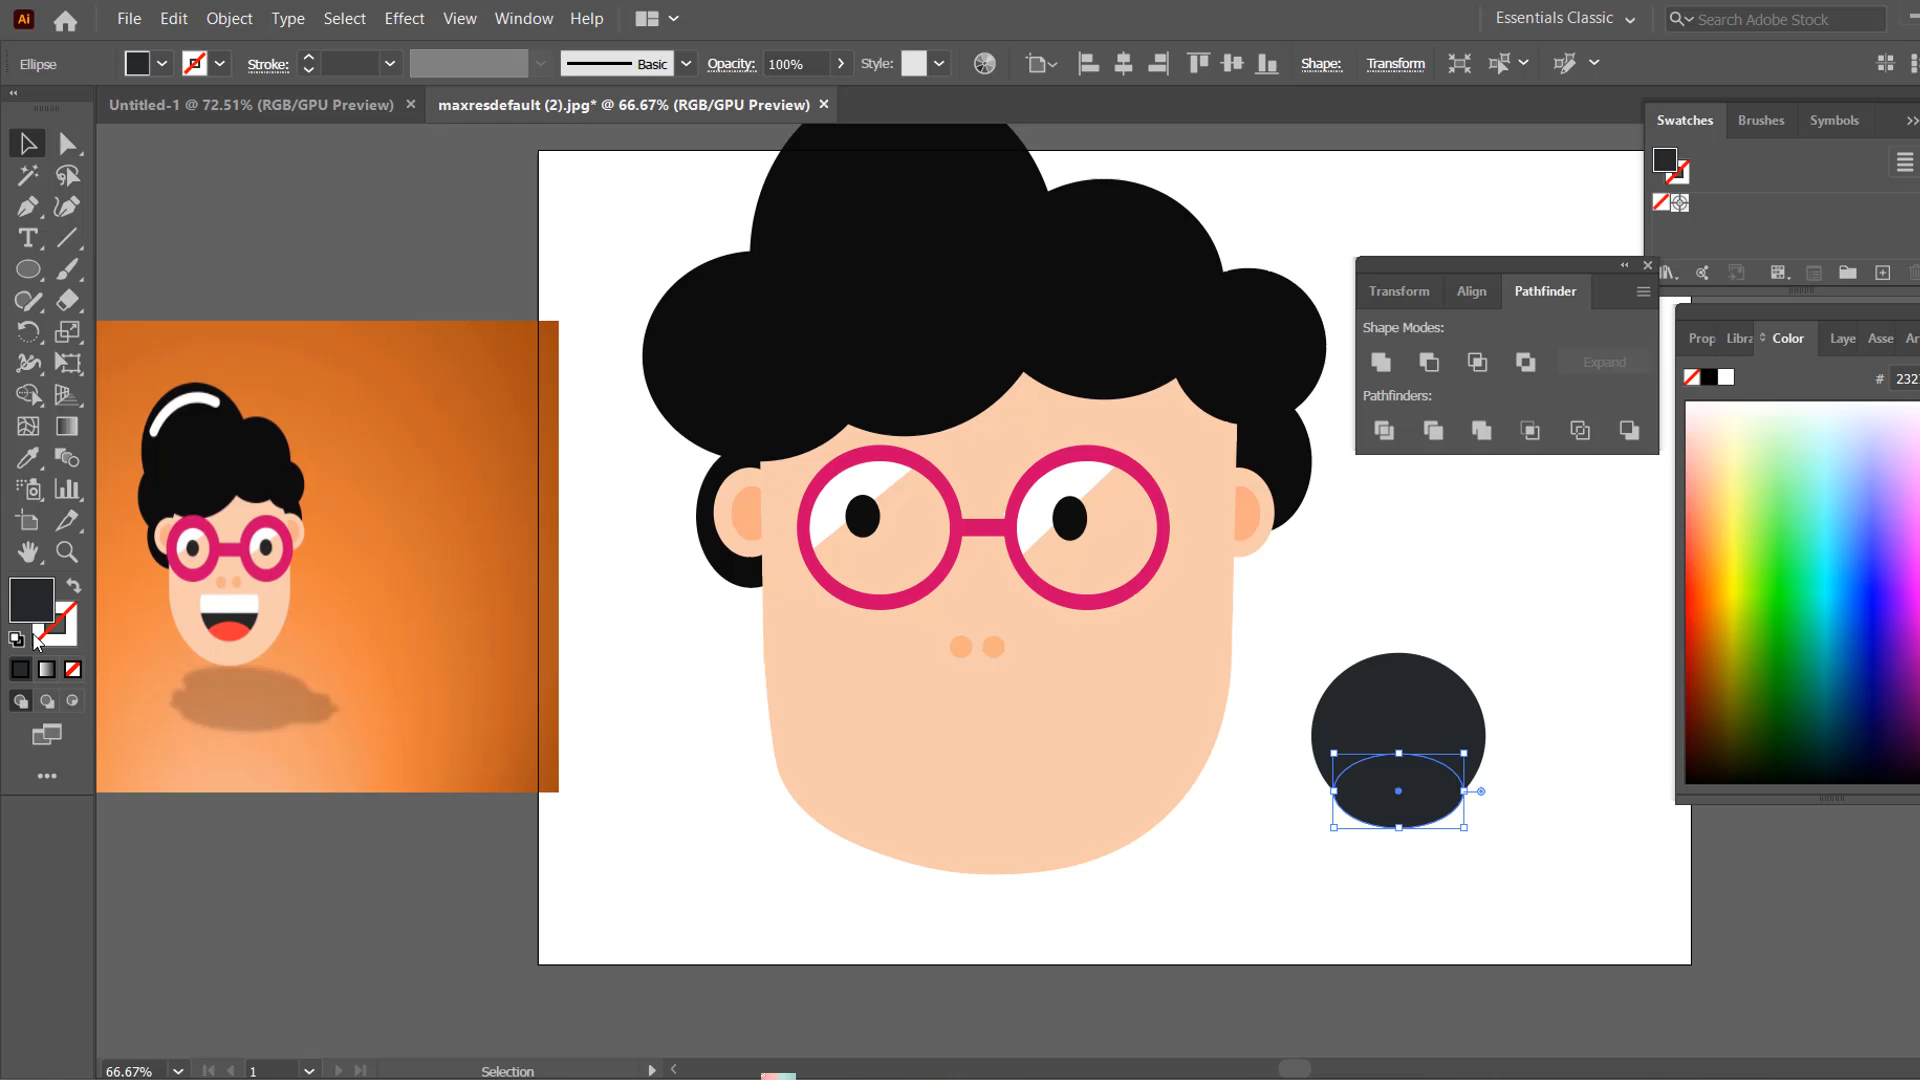 Ai File Edit Object Type Select Effect View Window Help Essentials Classic Search Adobe Stock
Ellipse Stroke: Basic Opacity: 100% Style: Shape: Transform
Untitled-1 @ 72.51% (RGB/GPU Preview) × maxresdefault (2).jpg* @ 66.67% (RGB/GPU Preview) ×
Swatches Brushes Symbols
Transform Align Pathfinder
Shape Modes:
Expand
Pathfinders:
Prop Libra Color Laye Asse Ar
# 232
66.67% 1 Selection